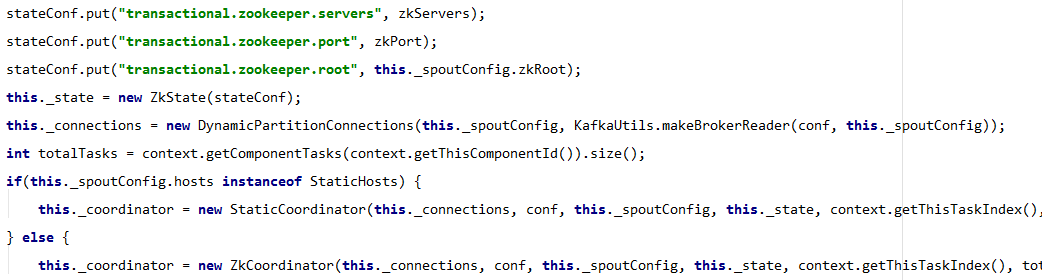 stateConf.put("transactional.zookeeper.servers", zkServers);
stateConf.put("transactional.zookeeper.port", zkPort);
stateConf.put("transactional.zookeeper.root", this._spoutConfig.zkRoot);
this._state = new ZkState(stateConf);
this._connections = new DynamicPartitionConnections(this._spoutConfig, KafkaUtils.makeBrokerReader(conf, this._spoutConfig));
int totalTasks = context.getComponentTasks(context.getThisComponentId()).size();
if(this._spoutConfig.hosts instanceof StaticHosts) {
    this._coordinator = new StaticCoordinator(this._connections, conf, this._spoutConfig, this._state, context.getThisTaskIndex(),
} else {
    this._coordinator = new ZkCoordinator(this._connections, conf, this._spoutConfig, this._state, context.getThisTaskIndex(), tot